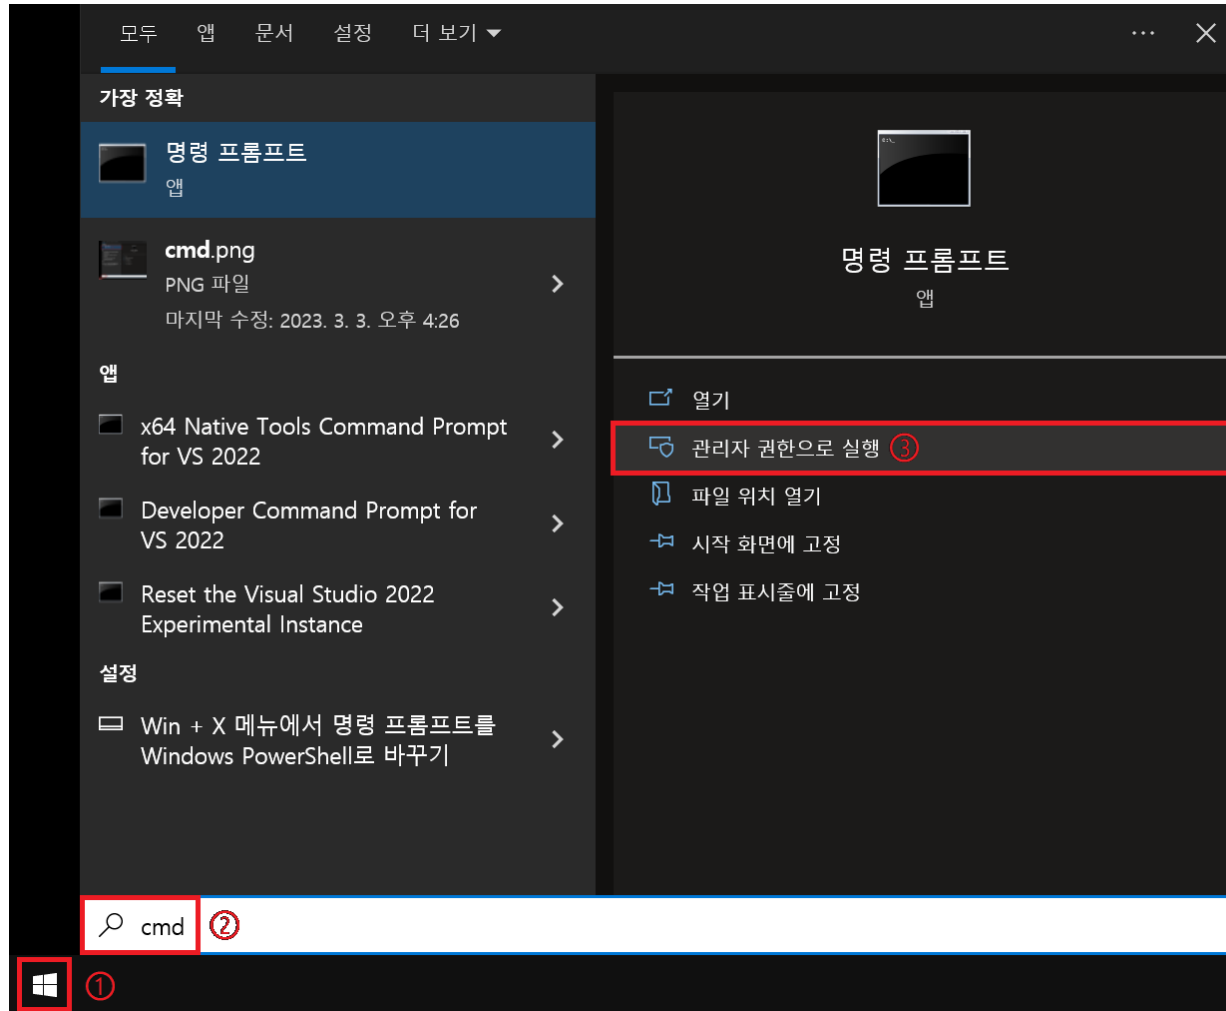 모두 앱 문서 설정 더 보기
가장 정확
명령 프롬프트
앱
cmd.png
PNG 파일
마지막 수정: 2023. 3. 3. 오후 4:26
앱
x64 Native Tools Command Prompt
for VS 2022
Developer Command Prompt for
VS 2022
Reset the Visual Studio 2022
Experimental Instance
설정
Win + X 메뉴에서 명령 프롬프트를
Windows PowerShell로 바꾸기
명령 프롬프트
앱
열기
관리자 권한으로 실행 ③
파일 위치 열기
시작 화면에 고정
작업 표시줄에 고정
cmd ②
①